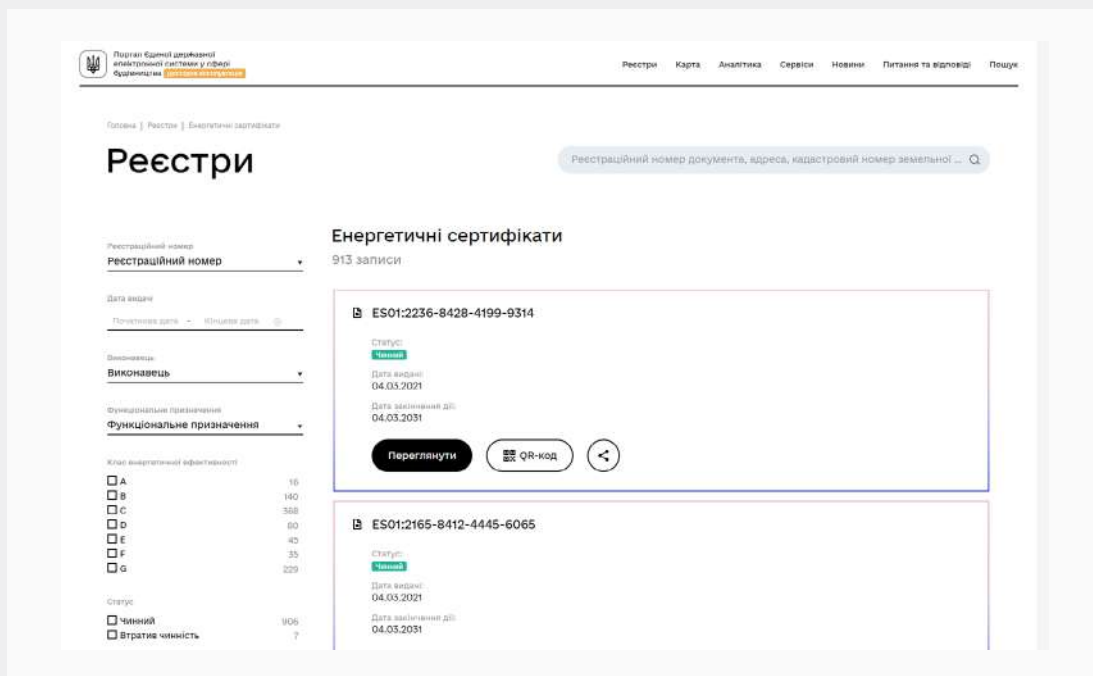 Портал Єдиної державної
електронної системи у сфері
будівництва
Реєстри Карта Аналітика Сервіси Новини Питання та відповіді Пошук
Головна | Реєстри | Енергетичні сертифікати
Реєстри
Реєстраційний номер документа, адреса, кадастровий номер земельної ...
Енергетичні сертифікати
913 записи
Реєстраційний номер
Реєстраційний номер
Дата видачі
Початкова дата - Кінцева дата
Виконавець
Виконавець
Функціональне призначення
Функціональне призначення
Клас енергетичної ефективності
A 16
B 140
C 388
D 60
E 45
F 35
G 229
Статус
Чинний 906
Втратив чинність 7
ES01:2236-8428-4199-9314
Статус:
Чинний
Дата видачі:
04.03.2021
Дата закінчення дії:
04.03.2031
Переглянути QR-код
ES01:2165-8412-4445-6065
Статус:
Чинний
Дата видачі:
04.03.2021
Дата закінчення дії:
04.03.2031